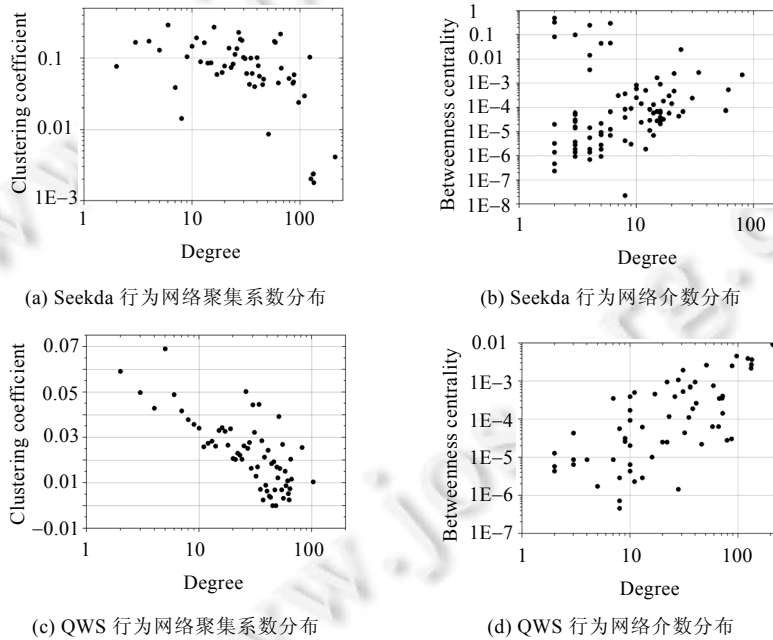 Clustering coefficient
0.1
0.01
1E−3
1
10
100
Degree
(a) Seekda 行为网络聚集系数分布
Betweenness centrality
1
0.1
0.01
1E−3
1E−4
1E−5
1E−6
1E−7
1E−8
1
10
100
Degree
(b) Seekda 行为网络介数分布
Clustering coefficient
0.07
0.05
0.03
0.01
−0.01
1
10
100
Degree
(c) QWS 行为网络聚集系数分布
Betweenness centrality
0.01
1E−3
1E−4
1E−5
1E−6
1E−7
1
10
100
Degree
(d) QWS 行为网络介数分布